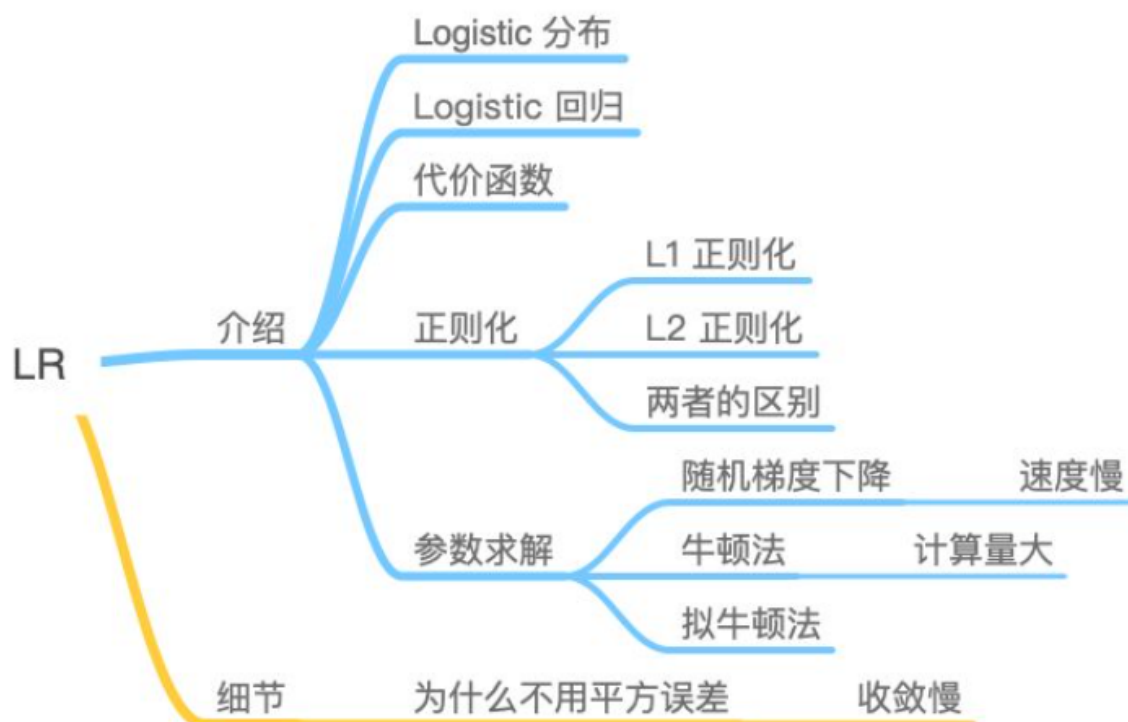 Logistic 分布
Logistic 回归
代价函数
L1 正则化
介绍 正则化 L2 正则化
LR
两者的区别
随机梯度下降 速度慢
参数求解 牛顿法 计算量大
拟牛顿法
细节 为什么不用平方误差 收敛慢